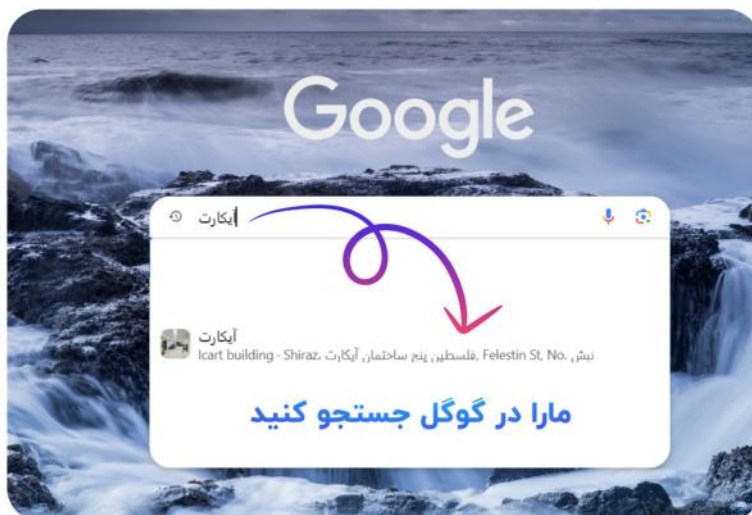 Google
آیکارت
آیکارت
Icart building · Shiraz، فلسطین پنج ساختمان آیکارت, Felestin St, No. نبش
مارا در گوگل جستجو کنید